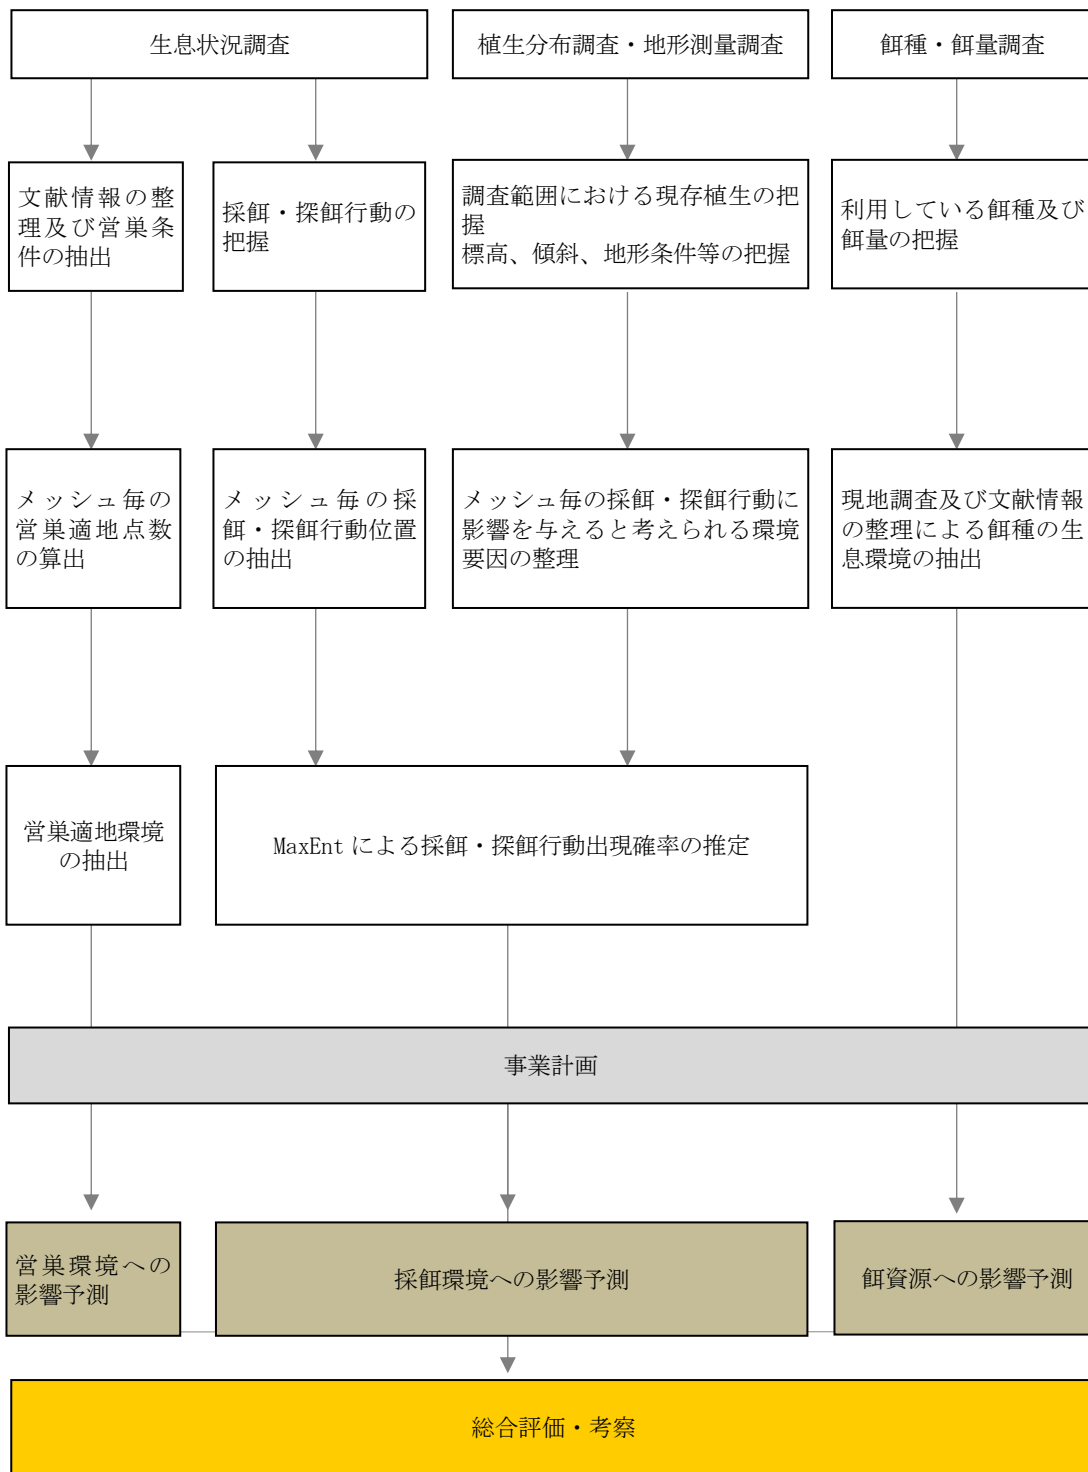 生息状況調査
植生分布調査・地形測量調査
餌種・餌量調査
文献情報の整
理及び営巣条
件の抽出
採餌・探餌行動の
把握
調査範囲における現存植生の把
握
標高、傾斜、地形条件等の把握
利用している餌種及び
餌量の把握
メッシュ毎の
営巣適地点数
の算出
メッシュ毎の採
餌・探餌行動位置
の抽出
メッシュ毎の採餌・探餌行動に
影響を与えると考えられる環境
要因の整理
現地調査及び文献情報
の整理による餌種の生
息環境の抽出
営巣適地環境
の抽出
MaxEnt による採餌・探餌行動出現確率の推定
事業計画
営巣環境への
影響予測
採餌環境への影響予測
餌資源への影響予測
総合評価・考察